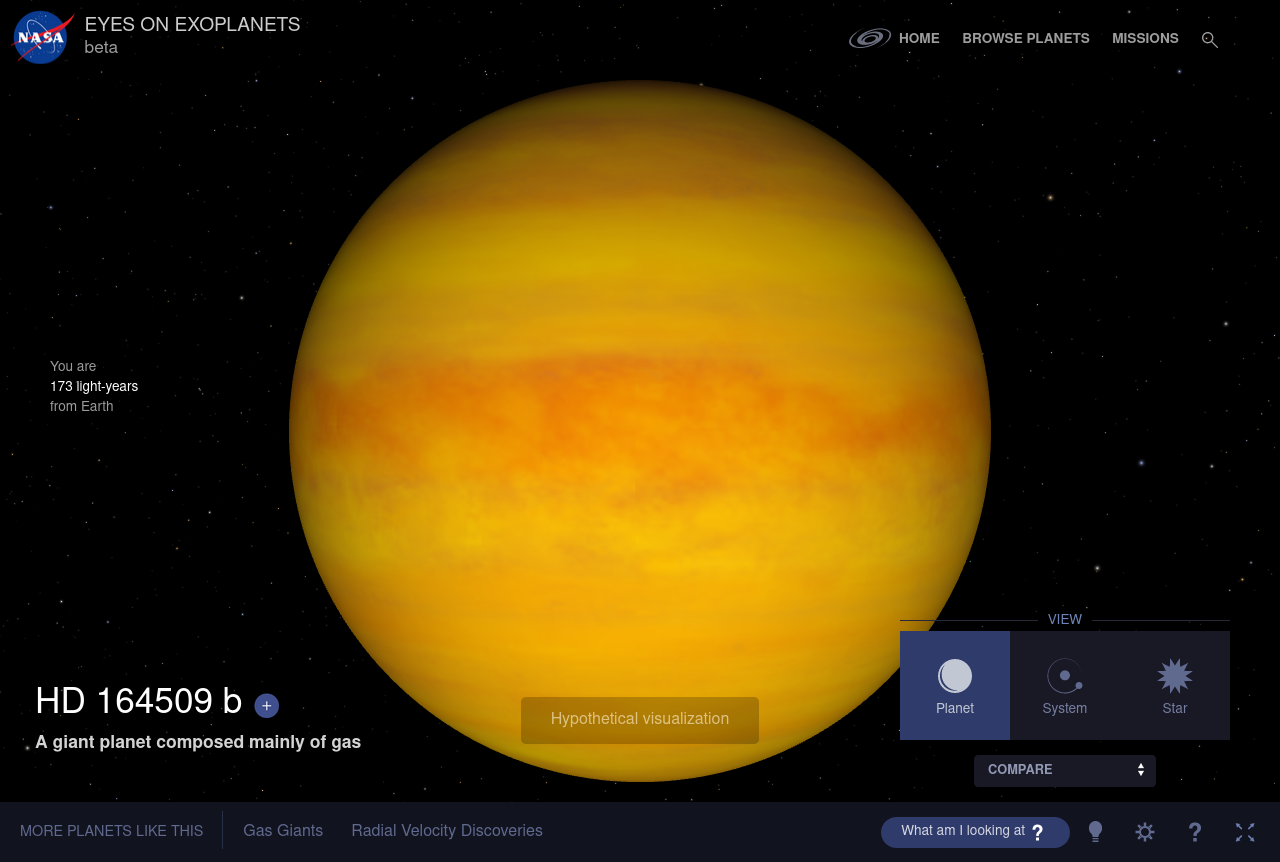 NASA
EYES ON EXOPLANETS
beta
HOME
BROWSE PLANETS
MISSIONS
You are
173 light-years
from Earth
VIEW
Planet
System
Star
HD 164509 b +
A giant planet composed mainly of gas
Hypothetical visualization
COMPARE
MORE PLANETS LIKE THIS
Gas Giants
Radial Velocity Discoveries
What am I looking at ?
?